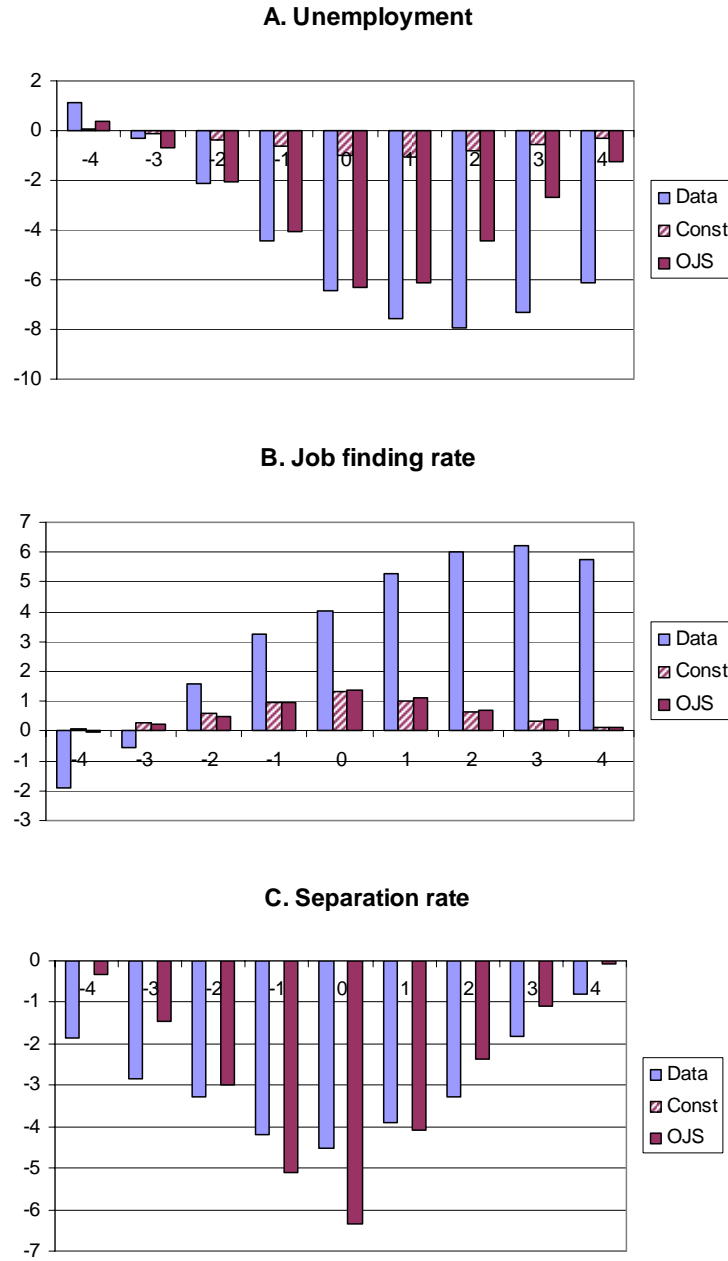 A. Unemployment
2
0
-2
-4
-6
-8
-10
-4 -3 -2 -1 0 1 2 3 4
Data
Const
OJS
B. Job finding rate
7
6
5
4
3
2
1
0
-1
-2
-3
-4 -3 -2 -1 0 1 2 3 4
Data
Const
OJS
C. Separation rate
0
-1
-2
-3
-4
-5
-6
-7
-4 -3 -2 -1 0 1 2 3 4
Data
Const
OJS